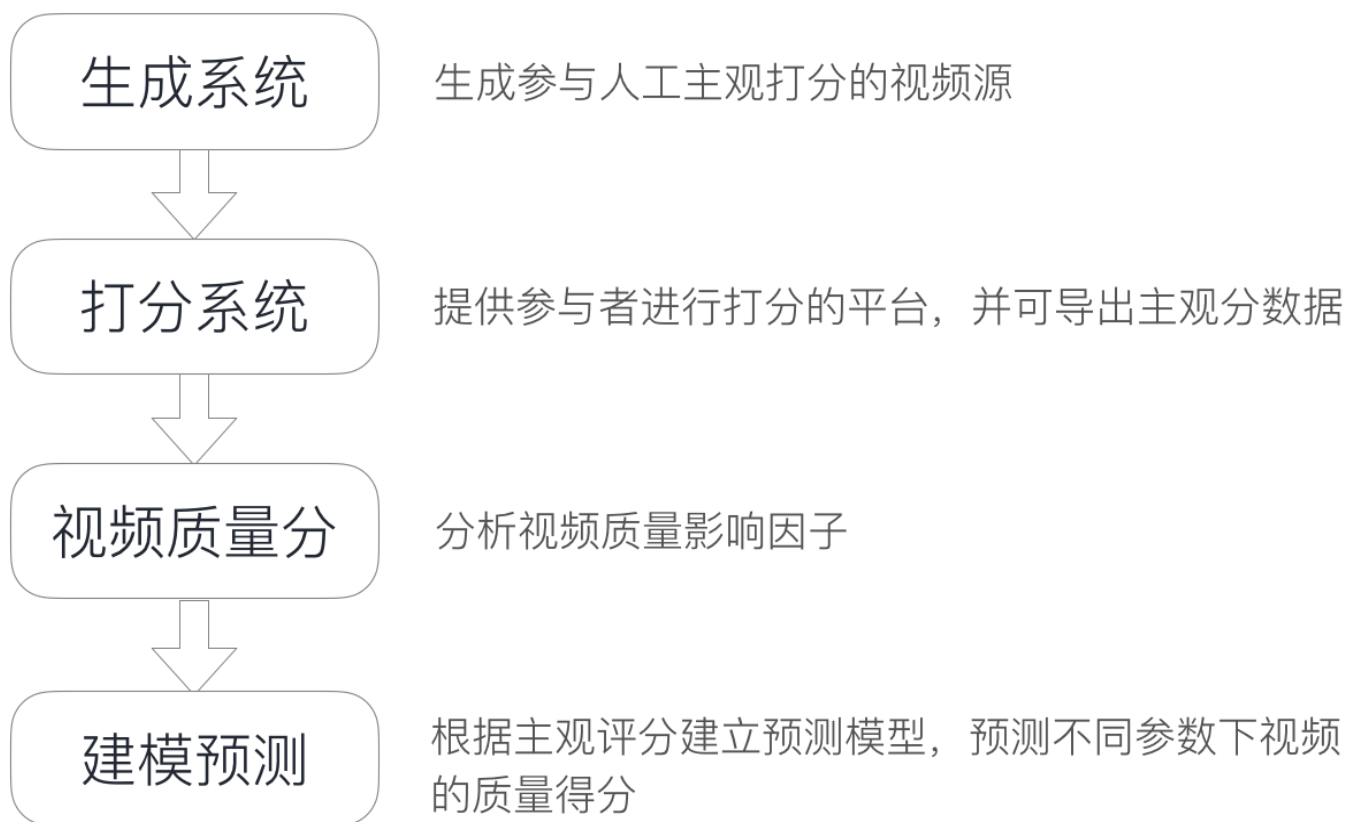 生成系统
生成参与人工主观打分的视频源
打分系统
提供参与者进行打分的平台，并可导出主观分数据
视频质量分
分析视频质量影响因子
建模预测
根据主观评分建立预测模型，预测不同参数下视频
的质量得分